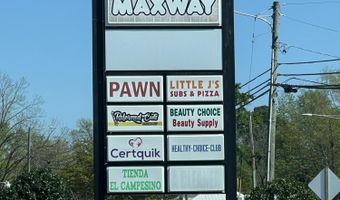 MAXWAY
PAWN
LITTLE J'S
SUBS & PIZZA
BEAUTY CHOICE
Beauty Supply
Certquik
HEALTHY-CHOICE-CLUB
TIENDA
EL CAMPESINO